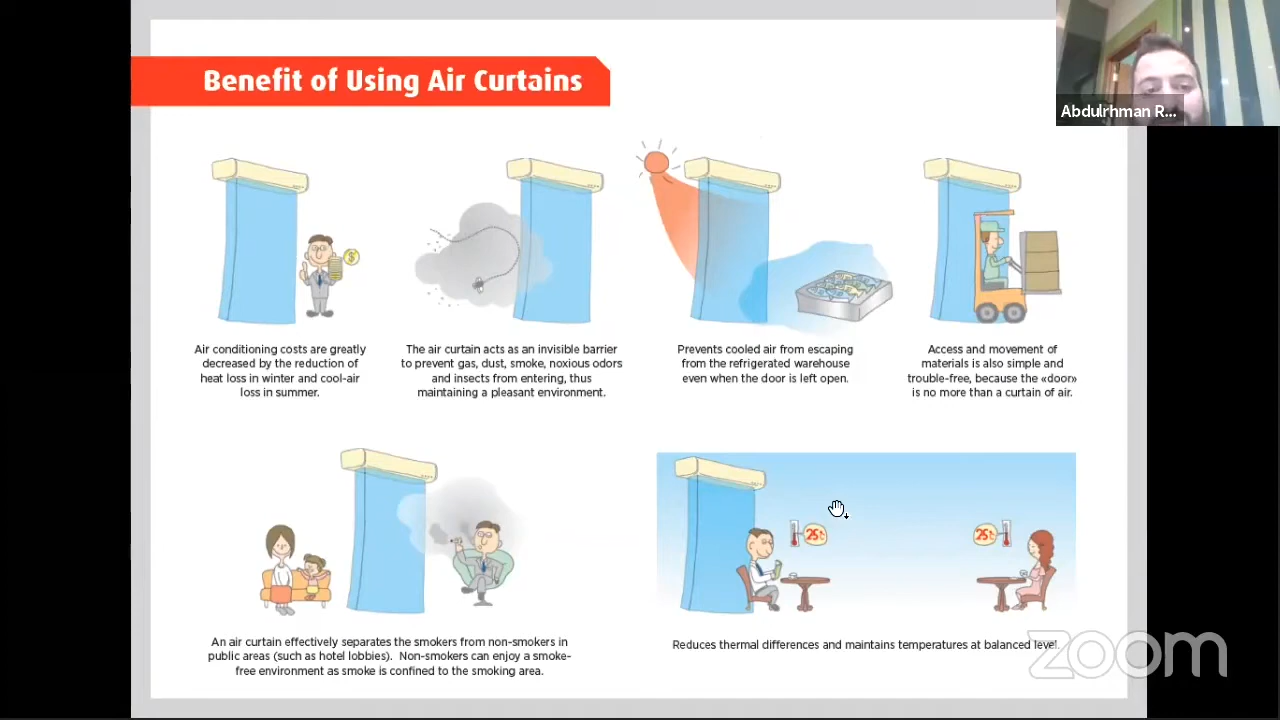 Benefit of Using Air Curtains
Abdulrhman R...
$
Air conditioning costs are greatly
decreased by the reduction of
heat loss in winter and cool-air
loss in summer.
The air curtain acts as an invisible barrier
to prevent gas, dust, smoke, noxious odors
and insects from entering, thus
maintaining a pleasant environment.
Prevents cooled air from escaping
from the refrigerated warehouse
even when the door is left open.
Access and movement of
materials is also simple and
trouble-free, because the «door»
is no more than a curtain of air.
An air curtain effectively separates the smokers from non-smokers in
public areas (such as hotel lobbies). Non-smokers can enjoy a smoke-
free environment as smoke is confined to the smoking area.
25
25
Reduces thermal differences and maintains temperatures at balanced level.
zoom